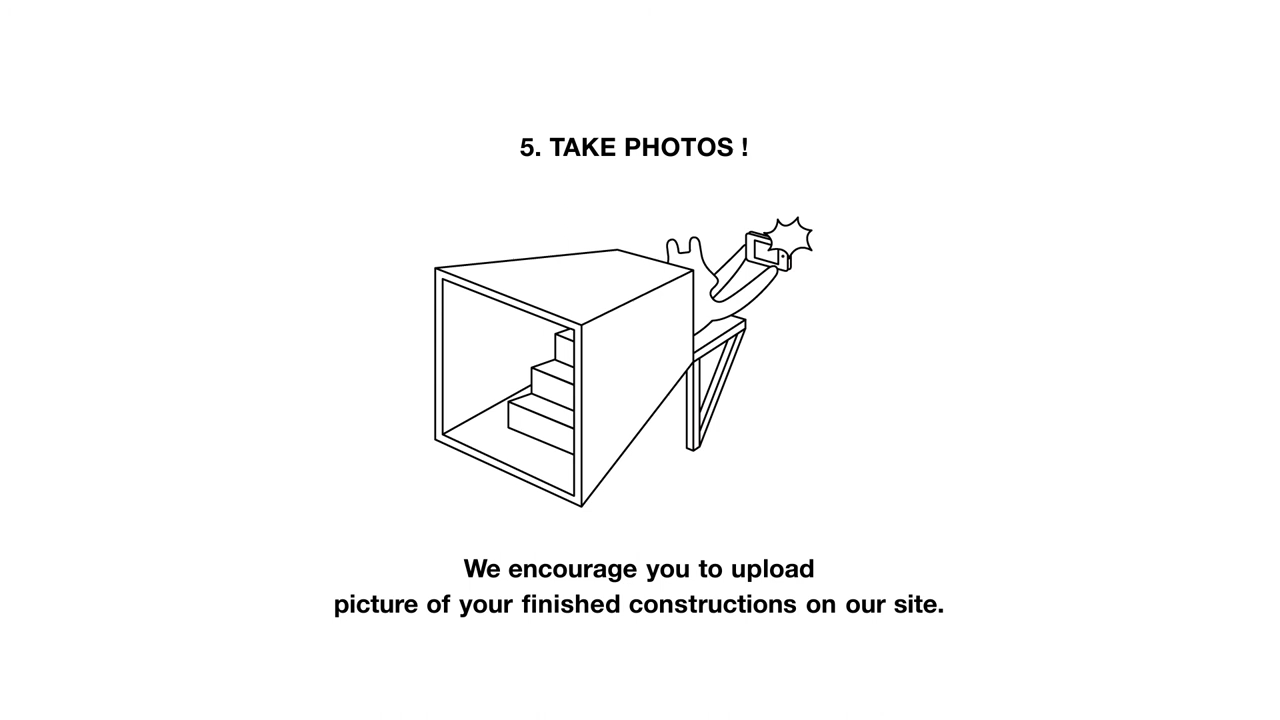 5. TAKE PHOTOS !
We encourage you to upload
picture of your finished constructions on our site.